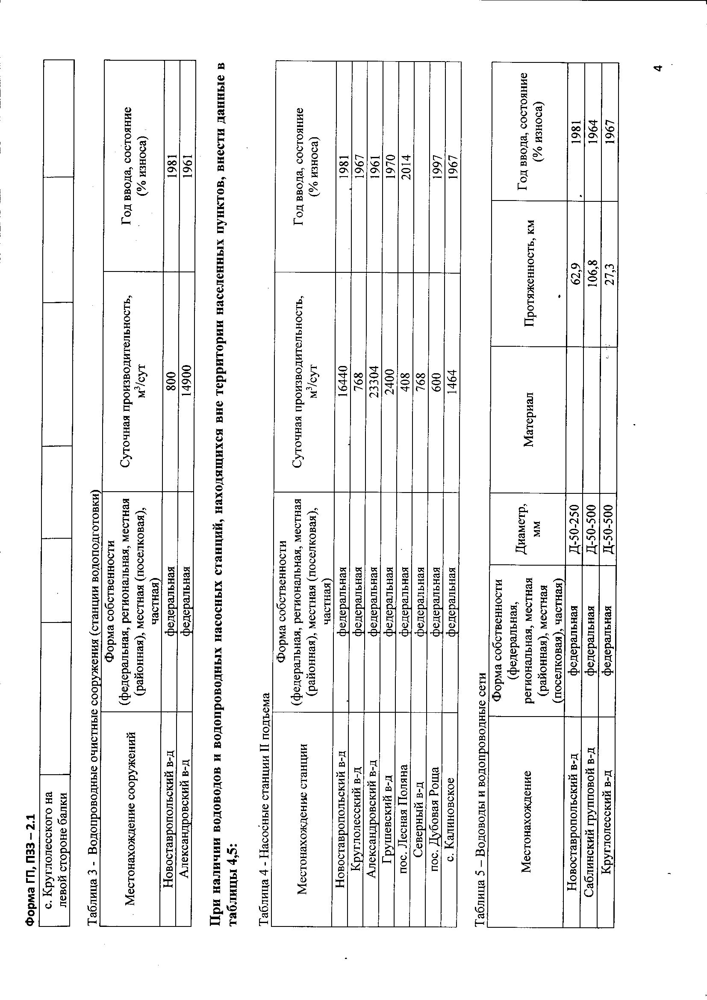 Форма ГП, ПЗЗ – 2.1
с. Круглолесского на
левой стороне балки
Таблица 3 - Водопроводные очистные сооружения (станции водоподготовки)
Местонахождение сооружений
Форма собственности
(федеральная, региональная, местная
(районная), местная (поселковая),
частная)
Суточная производительность,
м³/сут
Год ввода, состояние
(% износа)
Новоставропольский в-д федеральная 800 1981
Александровский в-д федеральная 14900 1961
При наличии водоводов и водопроводных насосных станций, находящихся вне территории населенных пунктов, внести данные в
таблицы 4,5:
Таблица 4 - Насосные станции II подъема
Местонахождение станции
Форма собственности
(федеральная, региональная, местная
(районная), местная (поселковая),
частная)
Суточная производительность,
м³/сут
Год ввода, состояние
(% износа)
Новоставропольский в-д федеральная 16440 1981
Круглолесский в-д федеральная 768 1967
Александровский в-д федеральная 23304 1961
Грушевский в-д федеральная 2400 1970
пос. Лесная Поляна федеральная 408 2014
Северный в-д федеральная 768
пос. Дубовая Роща федеральная 600 1997
с. Калиновское федеральная 1464 1967
Таблица 5 – Водоводы и водопроводные сети
Местонахождение
Форма собственности
(федеральная,
региональная, местная
(районная), местная
(поселковая), частная)
Диаметр,
мм
Материал
Протяженность, км
Год ввода, состояние
(% износа)
Новоставропольский в-д федеральная Д-50-250 62,9 1981
Саблинский групповой в-д федеральная Д-50-500 106,8 1964
Круглолесский в-д федеральная Д-50-500 27,3 1967
4